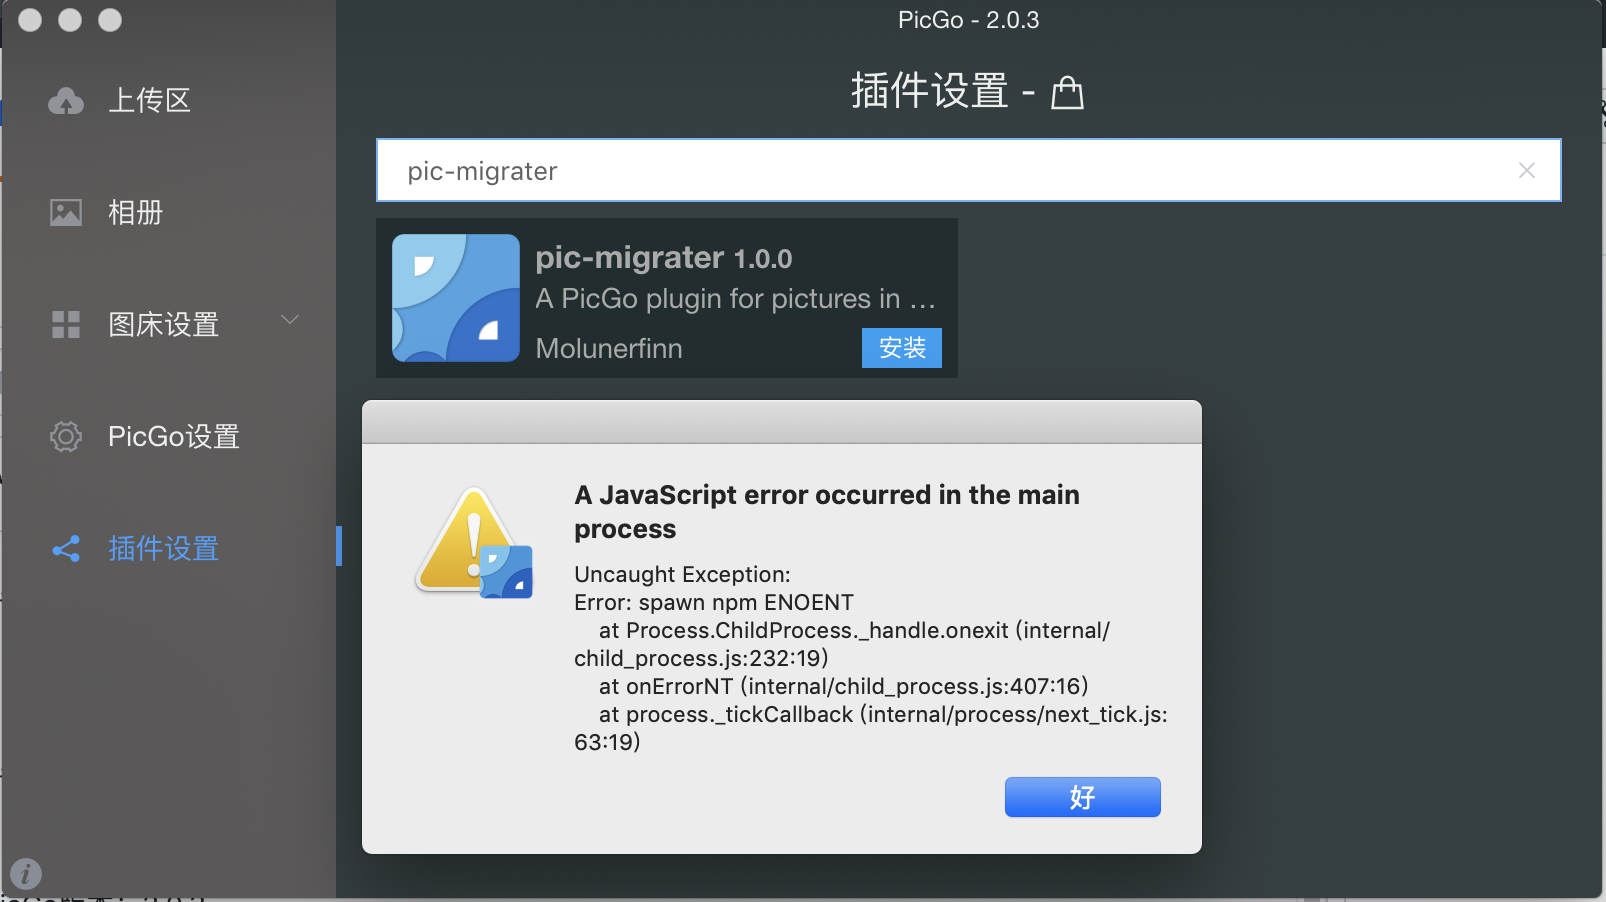 PicGo - 2.0.3
上传区
相册
图床设置
PicGo设置
插件设置
插件设置 -
pic-migrater
pic-migrater 1.0.0
A PicGo plugin for pictures in ...
Molunerfinn
安装
A JavaScript error occurred in the main
process
Uncaught Exception:
Error: spawn npm ENOENT
at Process.ChildProcess._handle.onexit (internal/
child_process.js:232:19)
at onErrorNT (internal/child_process.js:407:16)
at process._tickCallback (internal/process/next_tick.js:
63:19)
好